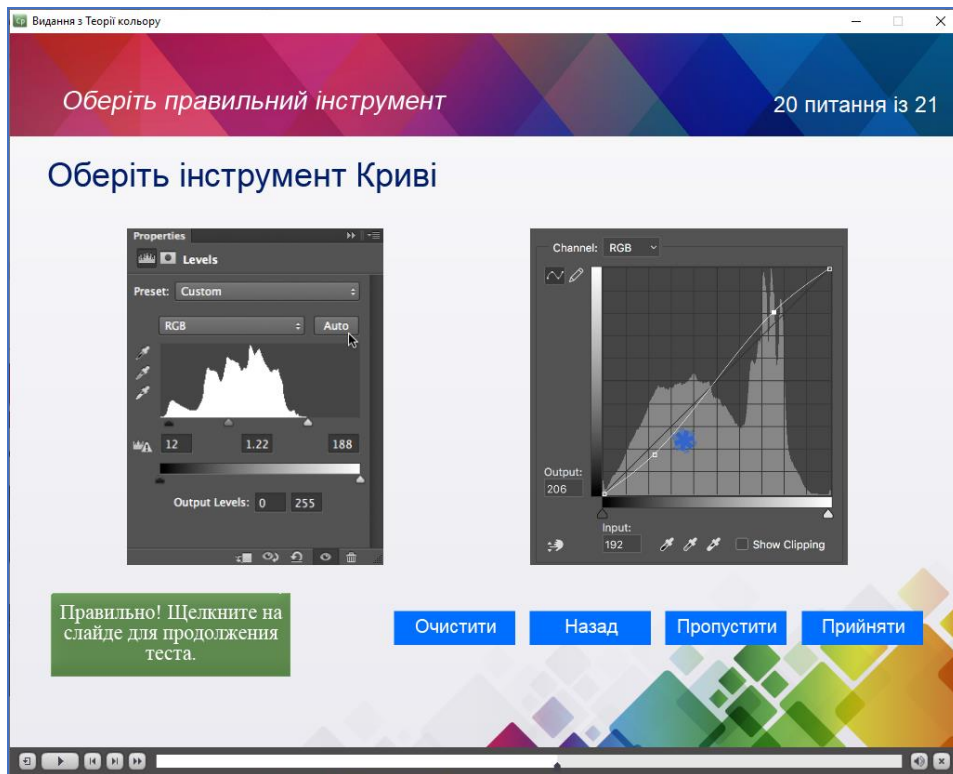 Cp Видання з Теорії кольору
Оберіть правильний інструмент
20 питання із 21
Оберіть інструмент Криві
Properties
Levels
Preset: Custom
RGB Auto
12 1.22 188
Output Levels: 0 255
Channel: RGB
Output:
206
Input:
192
Show Clipping
Правильно! Щелкните на
слайде для продолжения
теста.
Очистити Назад Пропустити Прийняти